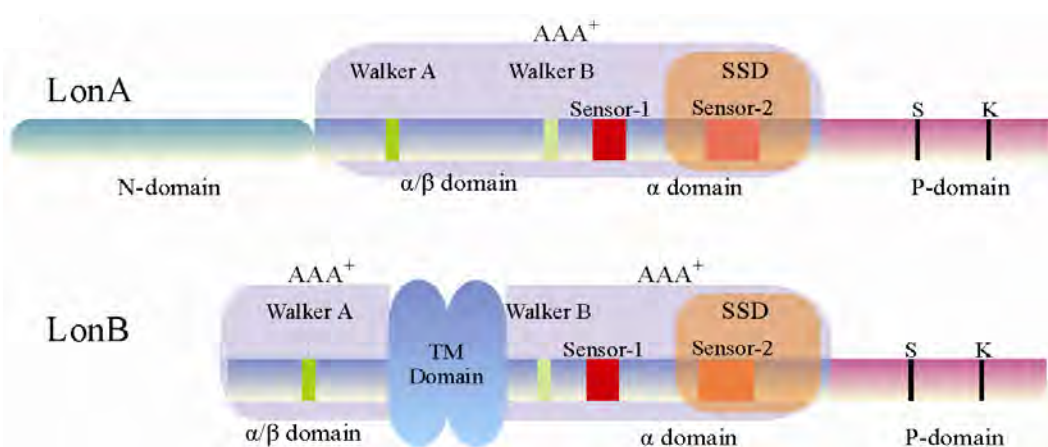 AAA⁺
Walker A Walker B SSD
LonA
Sensor-1 Sensor-2 S K
α/β domain α domain
N-domain P-domain
AAA⁺ AAA⁺
Walker A Walker B SSD
LonB
Sensor-1 Sensor-2 S K
TM
Domain
α/β domain α domain P-domain